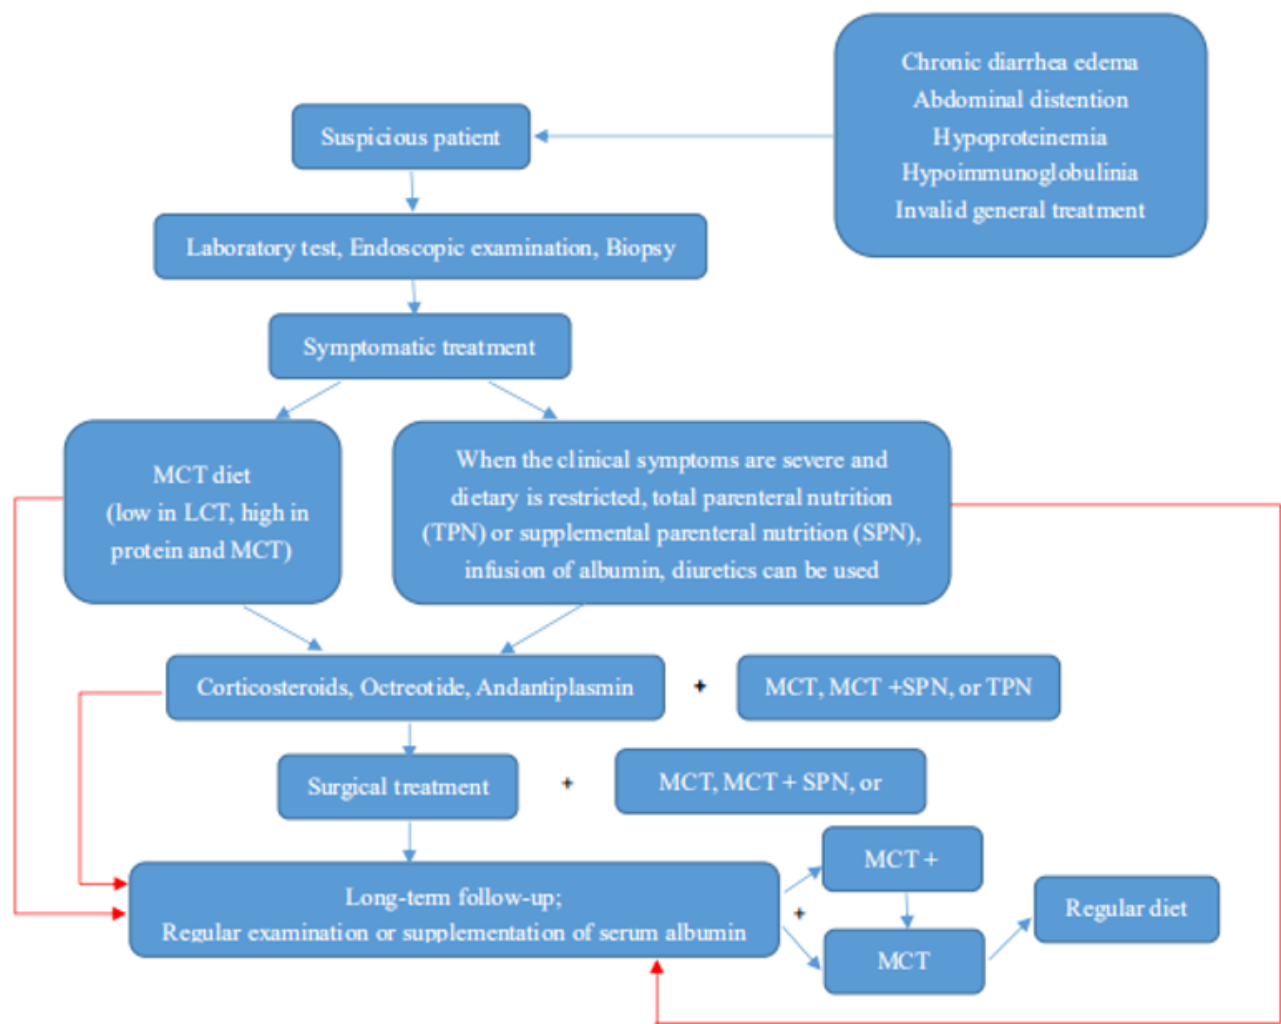 Chronic diarrhea edema
Abdominal distention
Hypoproteinemia
Hypoimmunoglobulinia
Invalid general treatment
Suspicious patient
Laboratory test, Endoscopic examination, Biopsy
Symptomatic treatment
MCT diet
(low in LCT, high in
protein and MCT)
When the clinical symptoms are severe and
dietary is restricted, total parenteral nutrition
(TPN) or supplemental parenteral nutrition (SPN),
infusion of albumin, diuretics can be used
Corticosteroids, Octreotide, Andantiplasmin
+
MCT, MCT +SPN, or TPN
Surgical treatment
+
MCT, MCT + SPN, or
Long-term follow-up;
Regular examination or supplementation of serum albumin
+
MCT +
MCT
Regular diet